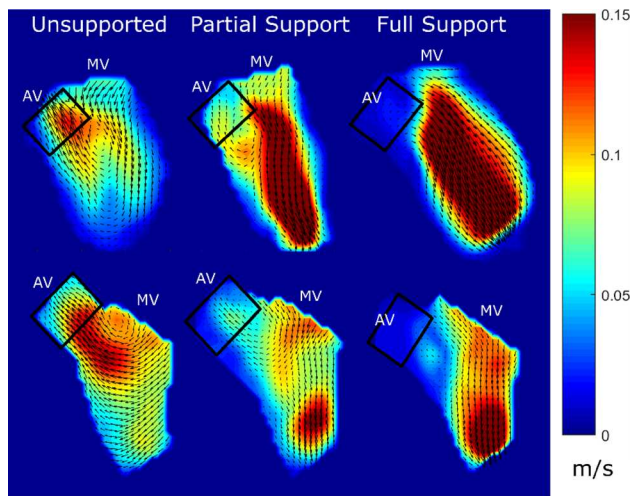 Unsupported Partial Support Full Support
MV MV MV
AV AV AV
AV MV AV MV AV MV
0.15
0.1
0.05
0
m/s